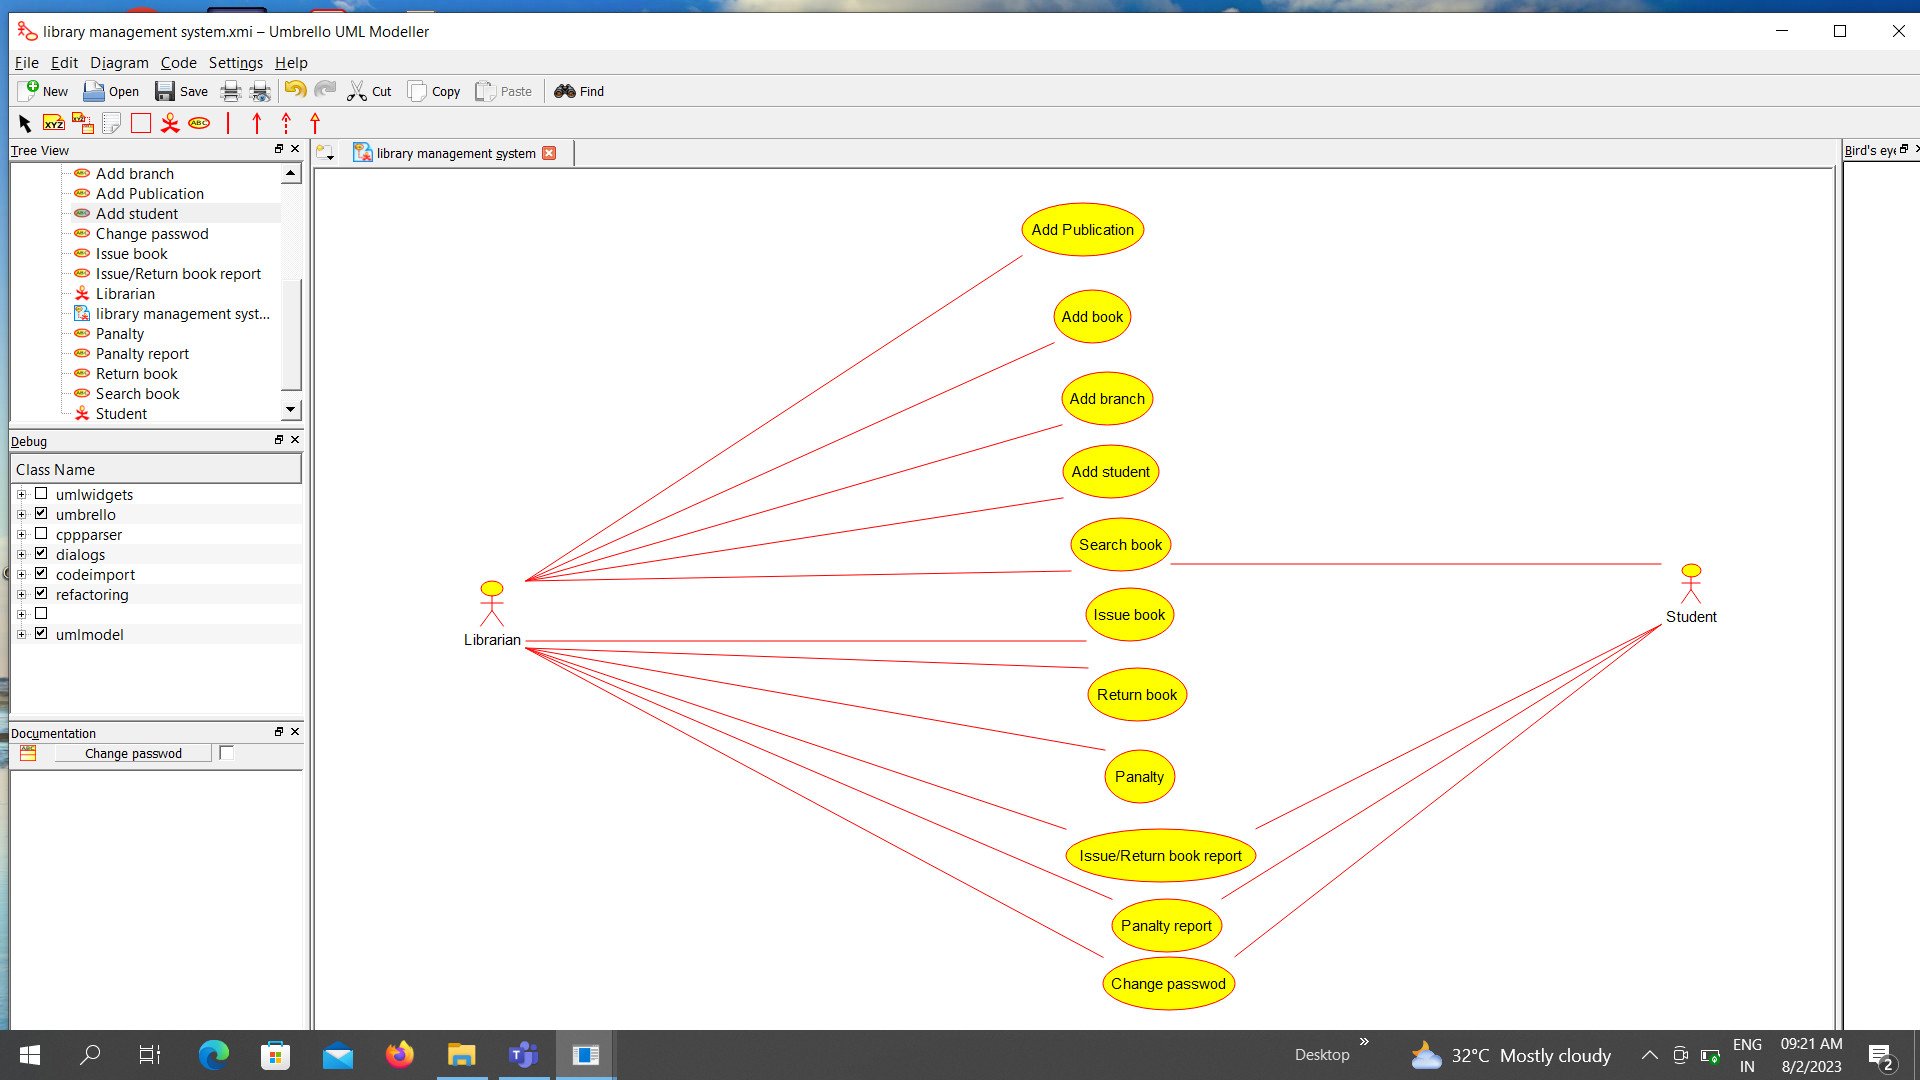 library management system.xmi – Umbrello UML Modeller
File Edit Diagram Code Settings Help
New Open Save Cut Copy Paste Find
XYZ ABC
Tree View
library management system
Bird's eye
Add branch
Add Publication
Add student
Change passwod
Issue book
Issue/Return book report
Librarian
library management syst...
Panalty
Panalty report
Return book
Search book
Student
Debug
Class Name
umlwidgets
umbrello
cppparser
dialogs
codeimport
refactoring
umlmodel
Documentation
Change passwod
Add Publication
Add book
Add branch
Add student
Search book
Issue book
Return book
Panalty
Issue/Return book report
Panalty report
Change passwod
Librarian
Student
Desktop
32°C Mostly cloudy
ENG
IN
09:21 AM
8/2/2023
2